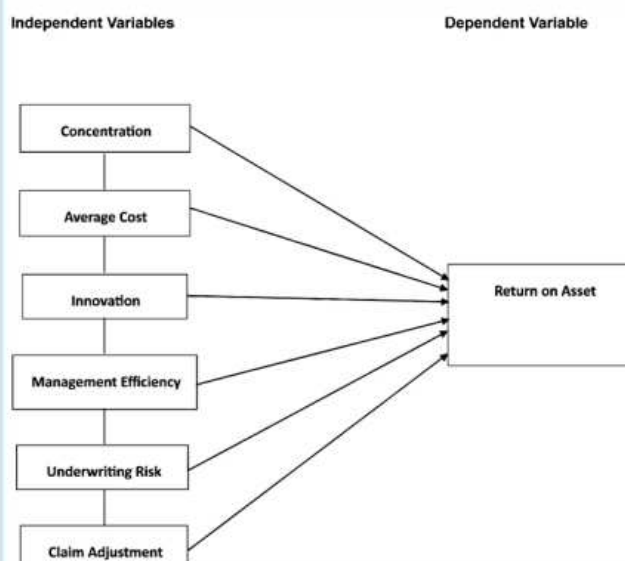 Independent Variables
Dependent Variable
Concentration
Average Cost
Innovation
Return on Asset
Management Efficiency
Underwriting Risk
Claim Adjustment